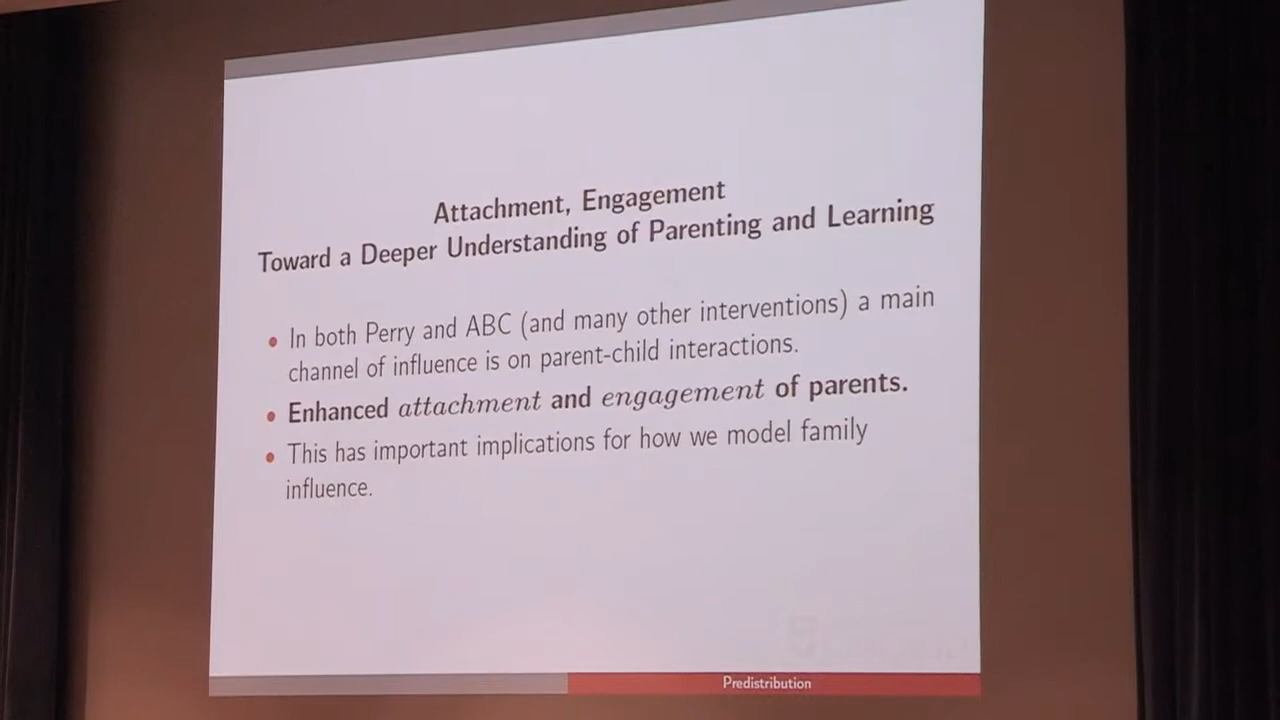 Attachment, Engagement
Toward a Deeper Understanding of Parenting and Learning
In both Perry and ABC (and many other interventions) a main
channel of influence is on parent-child interactions.
Enhanced attachment and engagement of parents.
This has important implications for how we model family
influence.
Predistribution